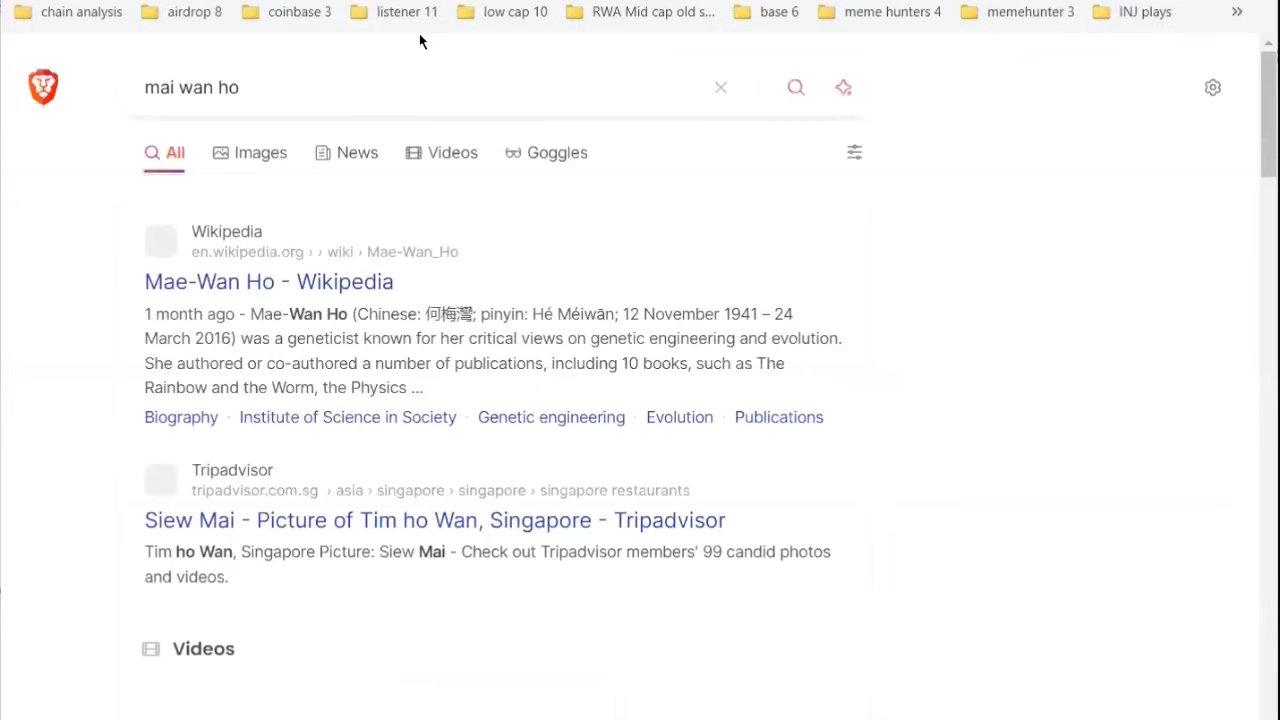 chain analysis airdrop 8 coinbase 3 listener 11 low cap 10 RWA Mid cap old s... base 6 meme hunters 4 memehunter 3 INJ plays »
mai wan ho
All Images News Videos Goggles
Wikipedia
en.wikipedia.org › › wiki › Mae-Wan_Ho
Mae-Wan Ho - Wikipedia
1 month ago - Mae-Wan Ho (Chinese: 何梅灣; pinyin: Hé Méiwān; 12 November 1941 – 24
March 2016) was a geneticist known for her critical views on genetic engineering and evolution.
She authored or co-authored a number of publications, including 10 books, such as The
Rainbow and the Worm, the Physics ...
Biography · Institute of Science in Society · Genetic engineering · Evolution · Publications
Tripadvisor
tripadvisor.com.sg › asia › singapore › singapore › singapore restaurants
Siew Mai - Picture of Tim ho Wan, Singapore - Tripadvisor
Tim ho Wan, Singapore Picture: Siew Mai - Check out Tripadvisor members' 99 candid photos
and videos.
Videos